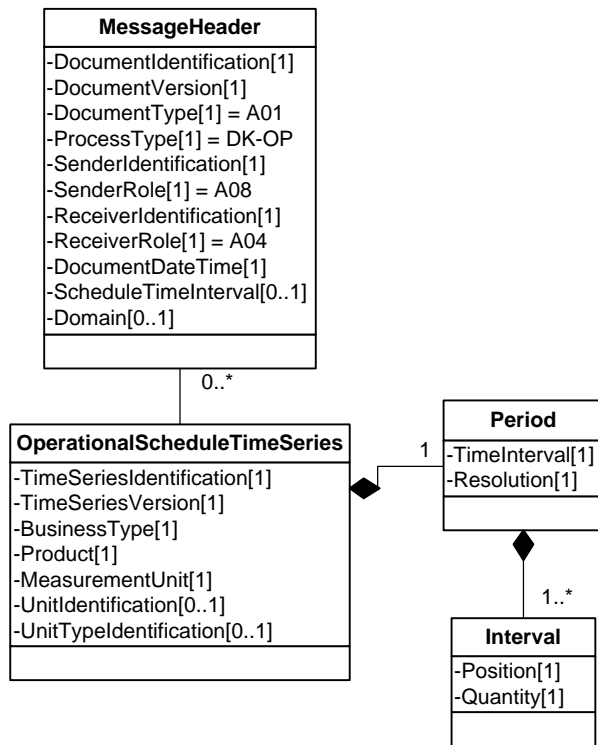 MessageHeader
-DocumentIdentification[1]
-DocumentVersion[1]
-DocumentType[1] = A01
-ProcessType[1] = DK-OP
-SenderIdentification[1]
-SenderRole[1] = A08
-ReceiverIdentification[1]
-ReceiverRole[1] = A04
-DocumentDateTime[1]
-ScheduleTimeInterval[0..1]
-Domain[0..1]
0..*
OperationalScheduleTimeSeries
-TimeSeriesIdentification[1]
-TimeSeriesVersion[1]
-BusinessType[1]
-Product[1]
-MeasurementUnit[1]
-UnitIdentification[0..1]
-UnitTypeIdentification[0..1]
1
Period
-TimeInterval[1]
-Resolution[1]
1..*
Interval
-Position[1]
-Quantity[1]